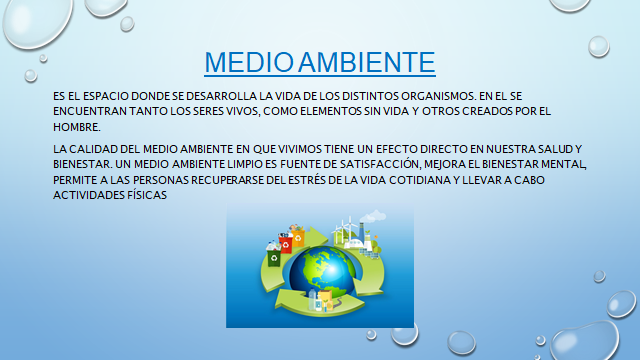 MEDIO AMBIENTE
ES EL ESPACIO DONDE SE DESARROLLA LA VIDA DE LOS DISTINTOS ORGANISMOS. EN EL SE
ENCUENTRAN TANTO LOS SERES VIVOS, COMO ELEMENTOS SIN VIDA Y OTROS CREADOS POR EL
HOMBRE.
LA CALIDAD DEL MEDIO AMBIENTE EN QUE VIVIMOS TIENE UN EFECTO DIRECTO EN NUESTRA SALUD Y
BIENESTAR. UN MEDIO AMBIENTE LIMPIO ES FUENTE DE SATISFACCIÓN, MEJORA EL BIENESTAR MENTAL,
PERMITE A LAS PERSONAS RECUPERARSE DEL ESTRÉS DE LA VIDA COTIDIANA Y LLEVAR A CABO
ACTIVIDADES FÍSICAS